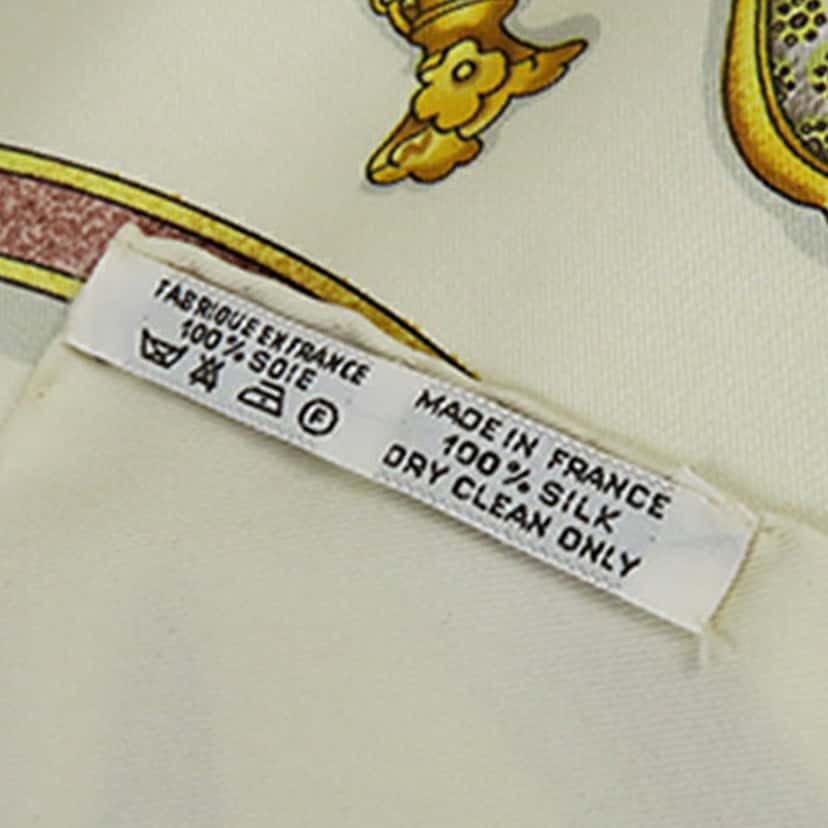 FABRIQUE EN FRANCE
100% SOIE
F
MADE IN FRANCE
100% SILK
DRY CLEAN ONLY